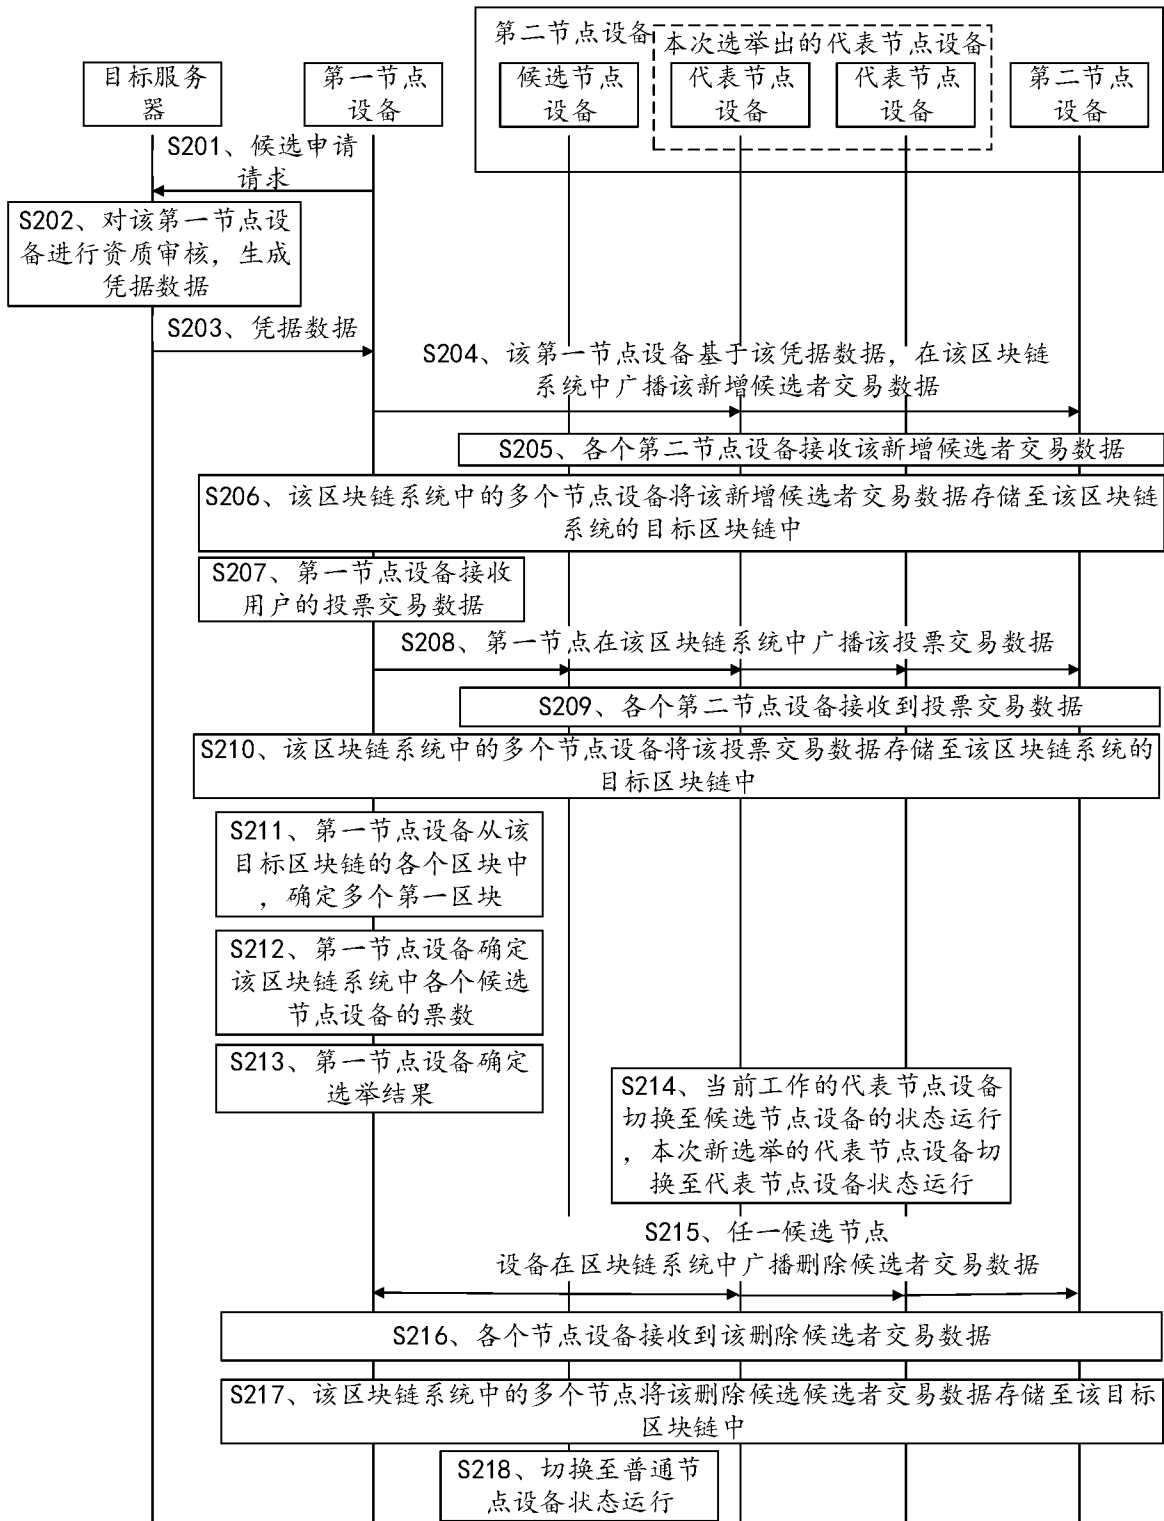 第二节点设备
本次选举出的代表节点设备
目标服务
器
第一节点
设备
候选节点
设备
代表节点
设备
代表节点
设备
第二节点
设备
S201、候选申请
请求
S202、对该第一节点设
备进行资质审核，生成
凭据数据
S203、凭据数据
S204、该第一节点设备基于该凭据数据，在该区块链
系统中广播该新增候选者交易数据
S205、各个第二节点设备接收该新增候选者交易数据
S206、该区块链系统中的多个节点设备将该新增候选者交易数据存储至该区块链
系统的目标区块链中
S207、第一节点设备接收
用户的投票交易数据
S208、第一节点在该区块链系统中广播该投票交易数据
S209、各个第二节点设备接收到投票交易数据
S210、该区块链系统中的多个节点设备将该投票交易数据存储至该区块链系统的
目标区块链中
S211、第一节点设备从该
目标区块链的各个区块中
，确定多个第一区块
S212、第一节点设备确定
该区块链系统中各个候选
节点设备的票数
S213、第一节点设备确定
选举结果
S214、当前工作的代表节点设备
切换至候选节点设备的状态运行
，本次新选举的代表节点设备切
换至代表节点设备状态运行
S215、任一候选节点
设备在区块链系统中广播删除候选者交易数据
S216、各个节点设备接收到该删除候选者交易数据
S217、该区块链系统中的多个节点将该删除候选候选者交易数据存储至该目标
区块链中
S218、切换至普通节
点设备状态运行